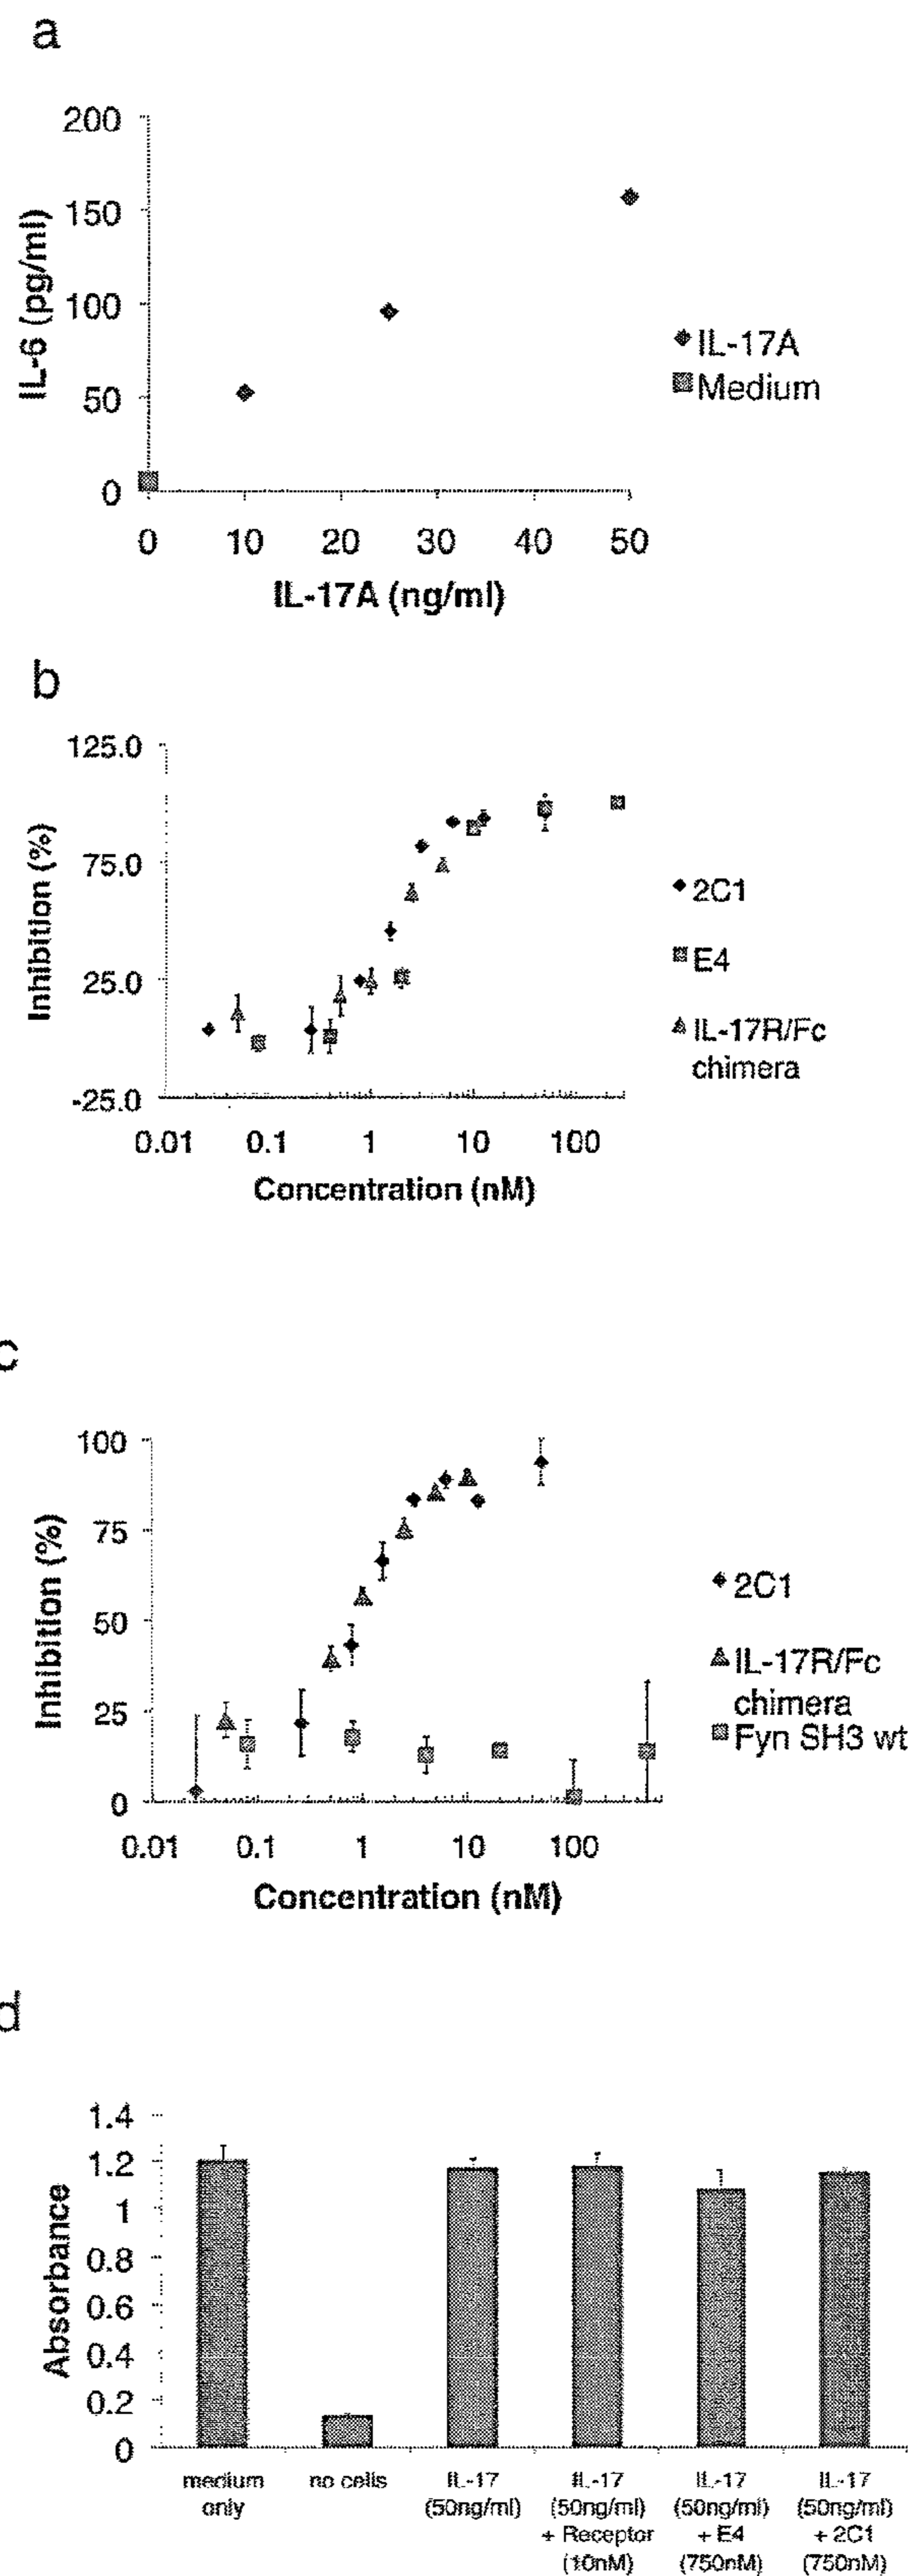 a
200
150
100
50
0
IL-6 (pg/ml)
0 10 20 30 40 50
IL-17A (ng/ml)
IL-17A
Medium
b
125.0
75.0
25.0
-25.0
Inhibition (%)
0.01 0.1 1 10 100
Concentration (nM)
2C1
E4
IL-17R/Fc
chimera
c
100
75
50
25
0
Inhibition (%)
0.01 0.1 1 10 100
Concentration (nM)
2C1
IL-17R/Fc
chimera
Fyn SH3 wt
d
1.4
1.2
1
0.8
0.6
0.4
0.2
0
Absorbance
medium
only
no cells
IL-17
(50ng/ml)
IL-17
(50ng/ml)
+ Receptor
(10nM)
IL-17
(50ng/ml)
+ E4
(750nM)
IL-17
(50ng/ml)
+ 2C1
(750nM)